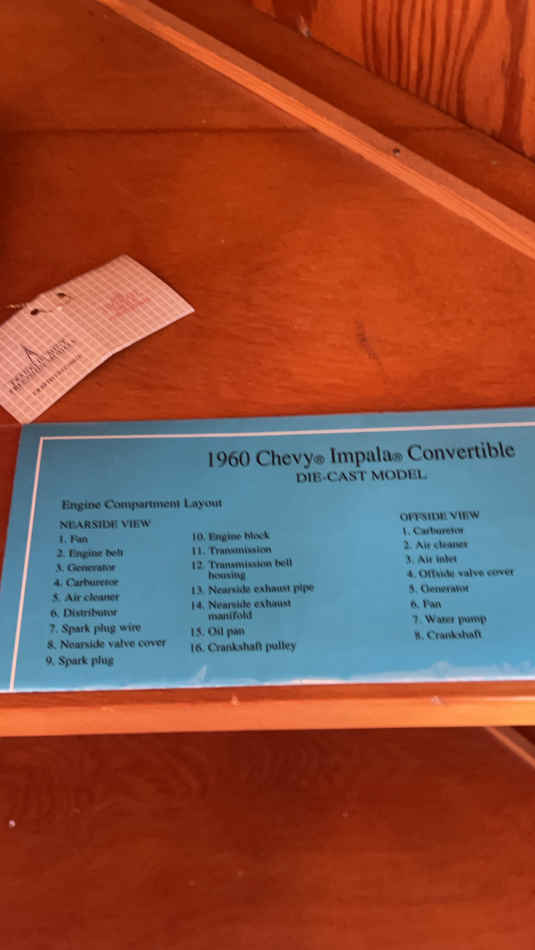 1960 Chevy® Impala® Convertible
DIE-CAST MODEL
Engine Compartment Layout
NEARSIDE VIEW
1. Fan
2. Engine belt
3. Generator
4. Carburetor
5. Air cleaner
6. Distributor
7. Spark plug wire
8. Nearside valve cover
9. Spark plug
10. Engine block
11. Transmission
12. Transmission bell
housing
13. Nearside exhaust pipe
14. Nearside exhaust
manifold
15. Oil pan
16. Crankshaft pulley
OFFSIDE VIEW
1. Carburetor
2. Air cleaner
3. Air inlet
4. Offside valve cover
5. Generator
6. Fan
7. Water pump
8. Crankshaft